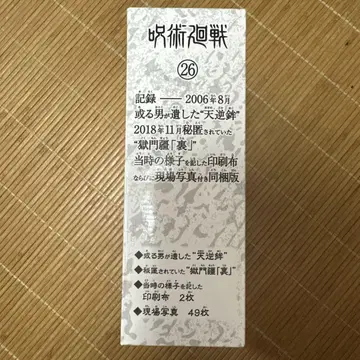 呪術廻戦
㉖
記録 ── 2006年8月
或る男が遺した“天逆鉾”
2018年11月秘匿されていた
“獄門疆「裏」”
当時の様子を記した印刷布
ならびに現場写真付き同梱版
◆或る男が遺した“天逆鉾”
◆秘匿されていた“獄門疆「裏」”
◆当時の様子を記した
印刷布 2枚
◆現場写真 49枚